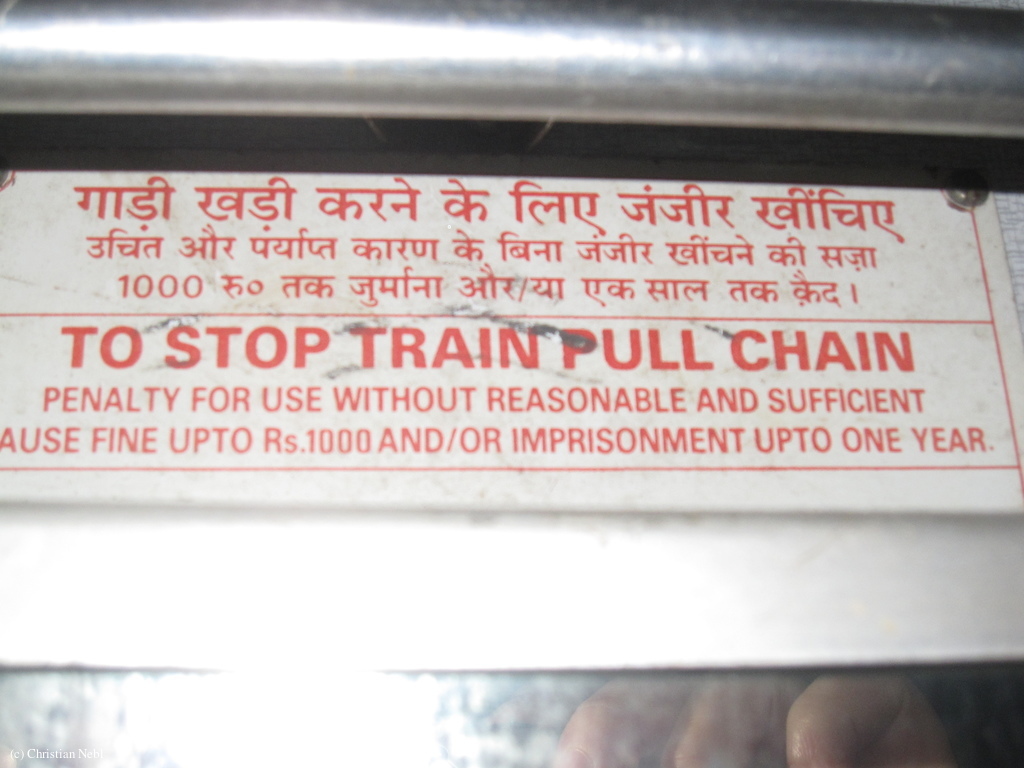 गाड़ी खड़ी करने के लिए जंजीर खींचिए
उचित और पर्याप्त कारण के बिना जंजीर खींचने की सज़ा
1000 रु० तक जुर्माना और/या एक साल तक क़ैद।
TO STOP TRAIN PULL CHAIN
PENALTY FOR USE WITHOUT REASONABLE AND SUFFICIENT
AUSE FINE UPTO Rs.1000 AND/OR IMPRISONMENT UPTO ONE YEAR.
(c) Christian